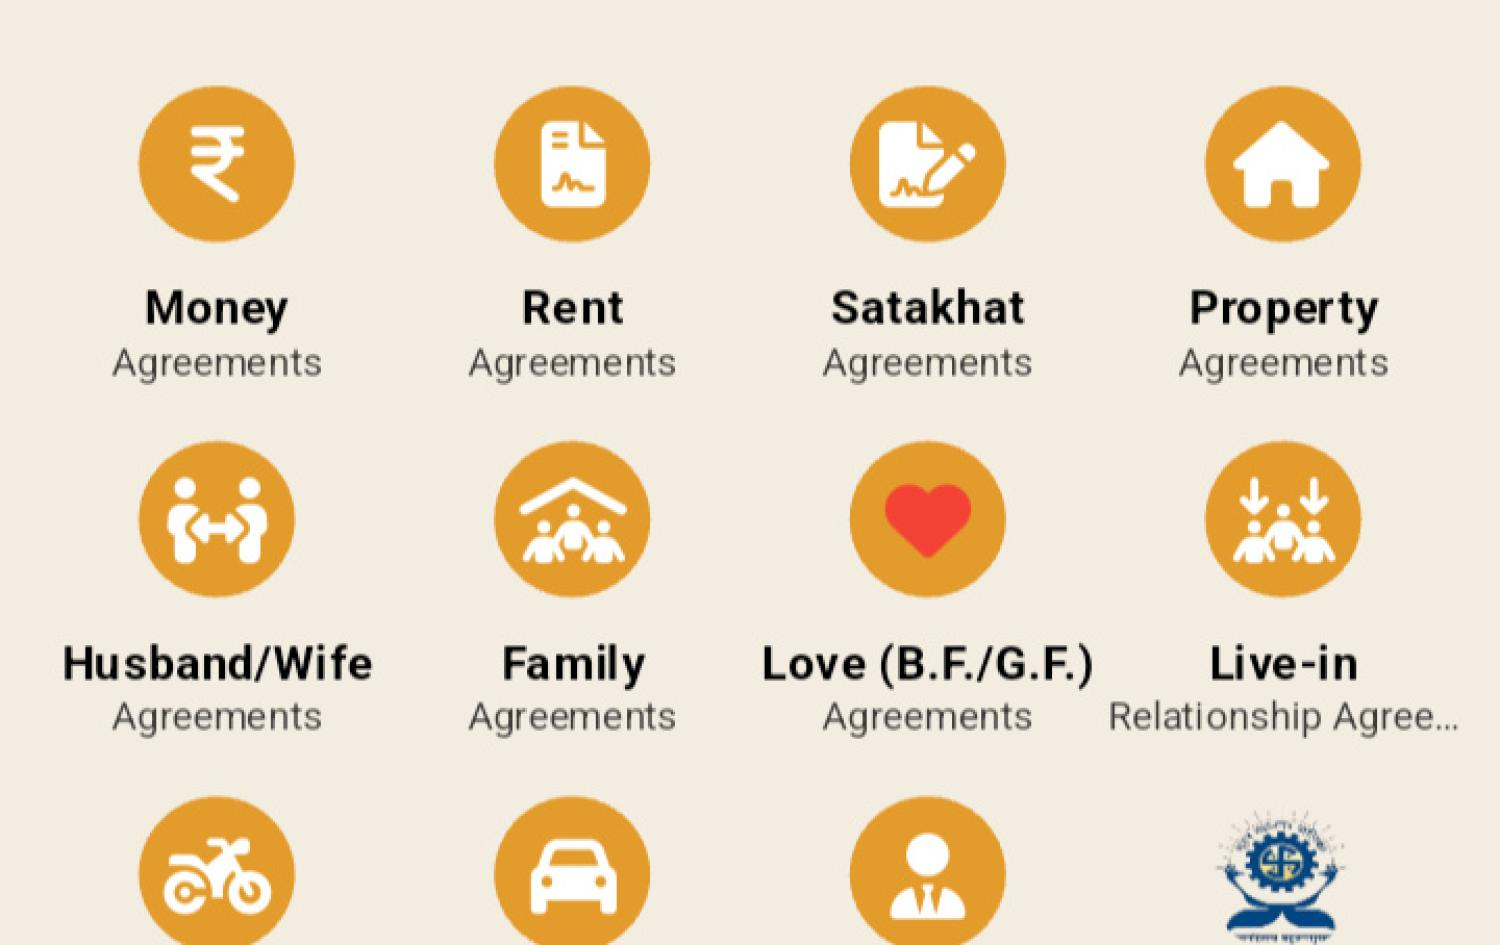 ₹
Money Rent Satakhat Property
Agreements Agreements Agreements Agreements
Husband/Wife Family Love (B.F./G.F.) Live-in
Agreements Agreements Agreements Relationship Agree...